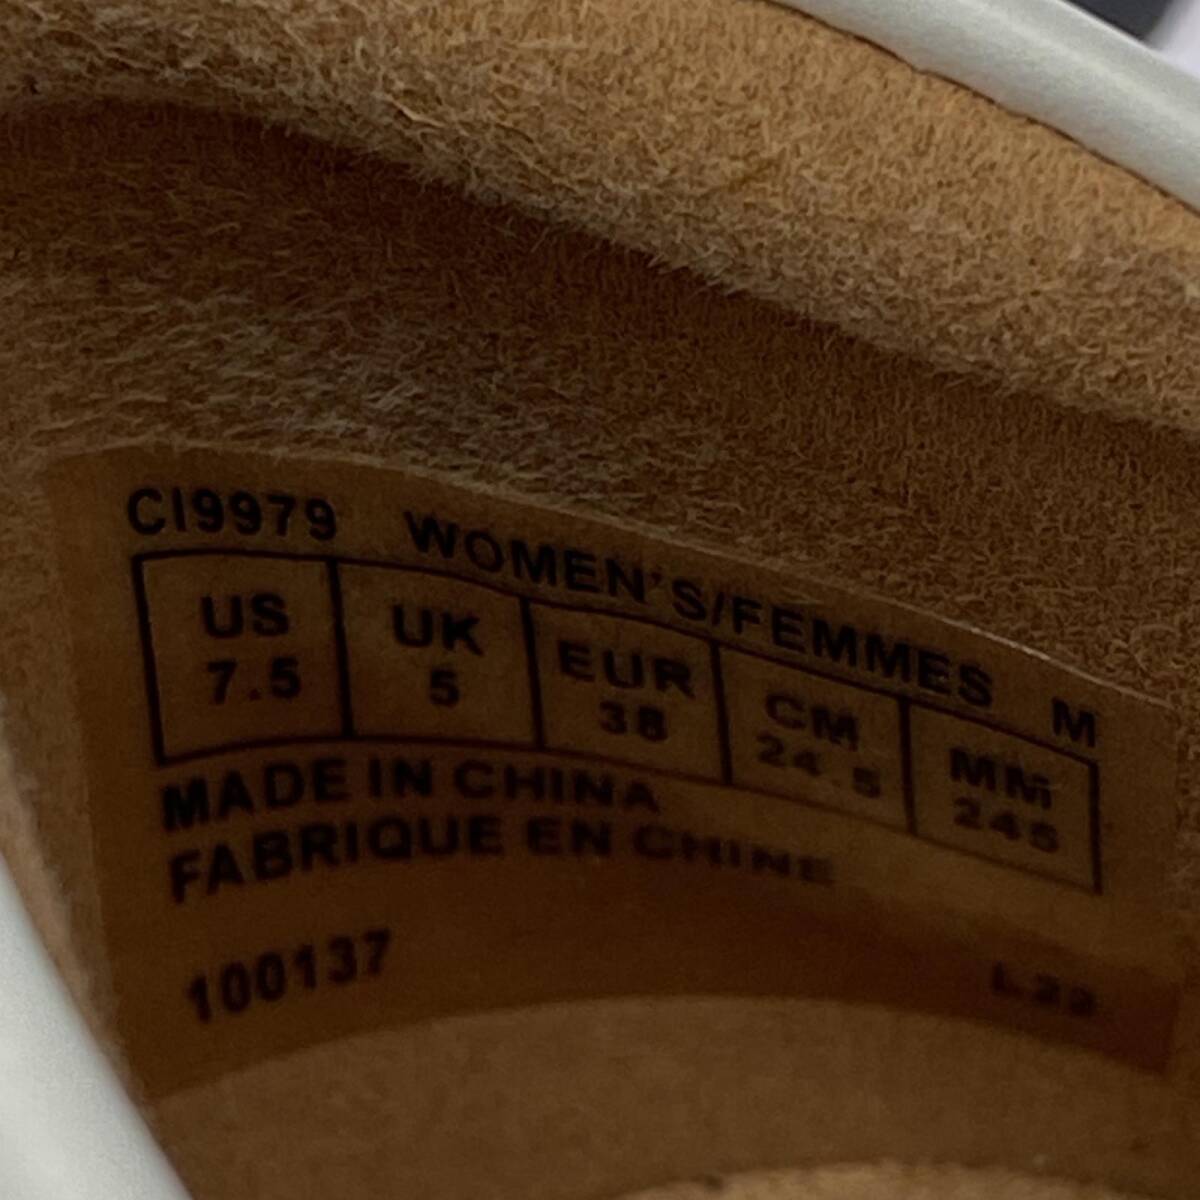 CI9979 WOMEN'S/FEMMES M
US UK EUR CM MM
7.5 5 38 24.5 245
MADE IN CHINA
FABRIQUE EN CHINE
100137